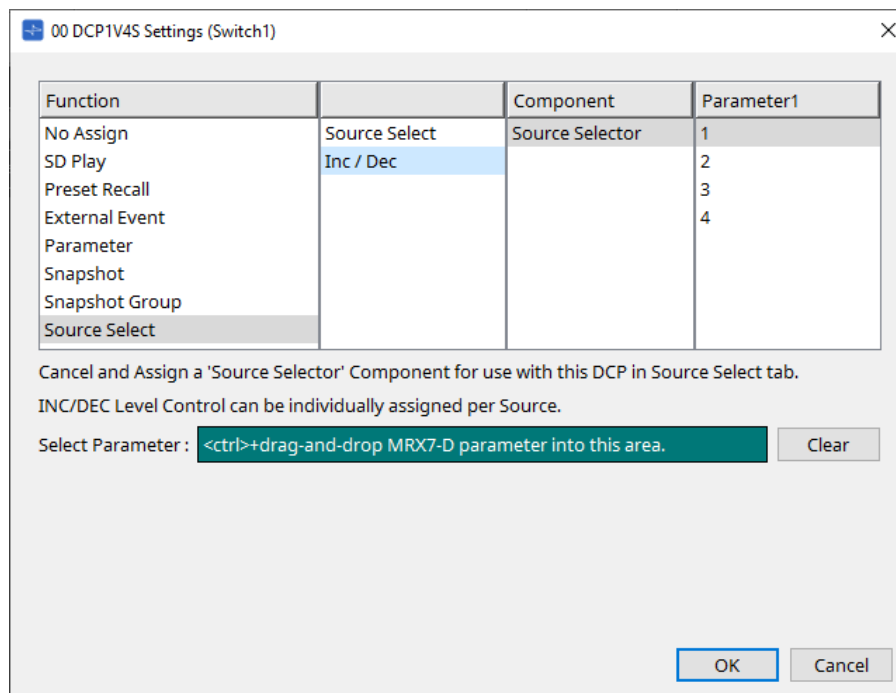 00 DCP1V4S Settings (Switch1)
Function Component Parameter1
No Assign Source Select Source Selector 1
SD Play Inc / Dec 2
Preset Recall 3
External Event 4
Parameter
Snapshot
Snapshot Group
Source Select
Cancel and Assign a 'Source Selector' Component for use with this DCP in Source Select tab.
INC/DEC Level Control can be individually assigned per Source.
Select Parameter : <ctrl>+drag-and-drop MRX7-D parameter into this area. Clear
OK Cancel